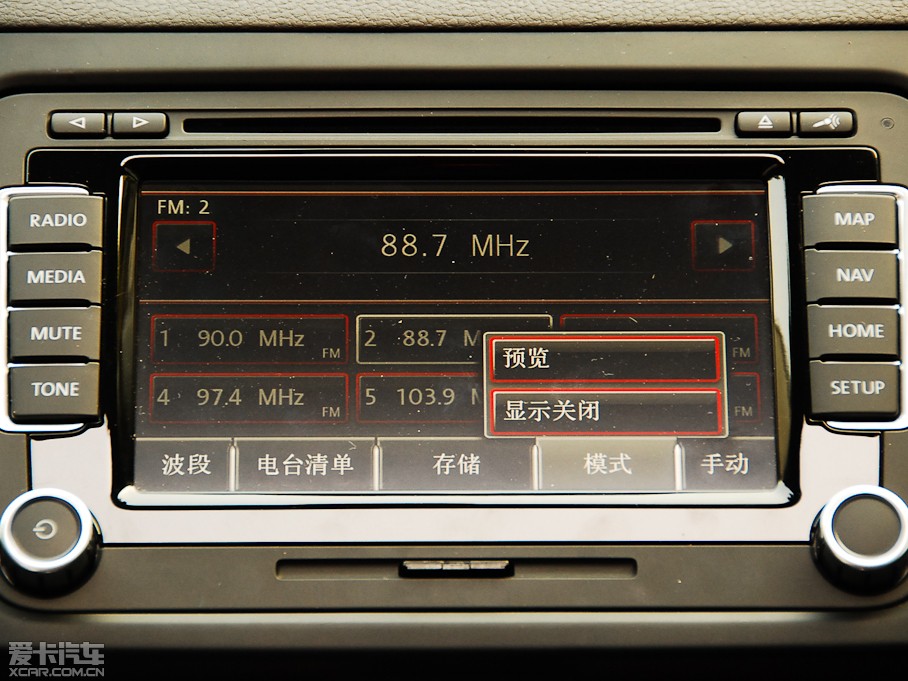 RADIO
MEDIA
MUTE
TONE
FM: 2
88.7 MHz
1 90.0 MHz FM
2 88.7 M
FM
4 97.4 MHz FM
5 103.9
FM
预览
显示关闭
波段 电台清单 存储 模式 手动
MAP
NAV
HOME
SETUP
爱卡汽车
XCAR.COM.CN